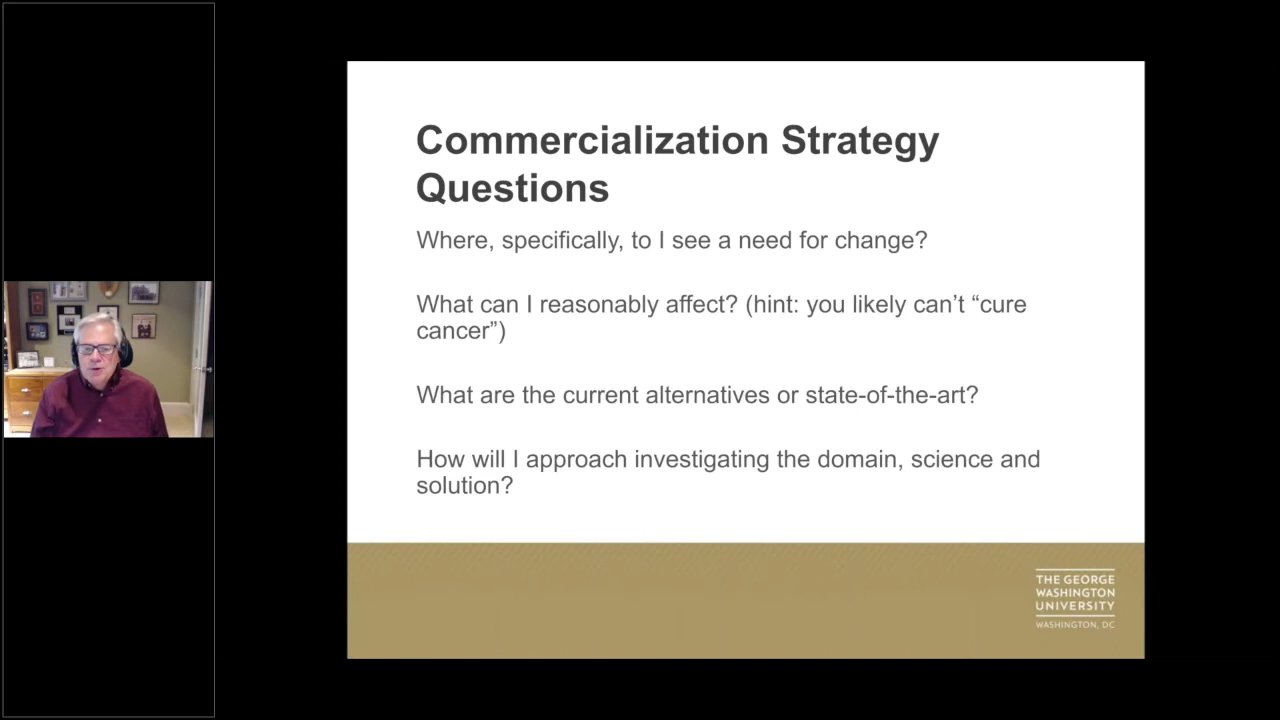 Commercialization Strategy
Questions
Where, specifically, to I see a need for change?
What can I reasonably affect? (hint: you likely can’t “cure
cancer”)
What are the current alternatives or state-of-the-art?
How will I approach investigating the domain, science and
solution?
THE GEORGE
WASHINGTON
UNIVERSITY
WASHINGTON, DC